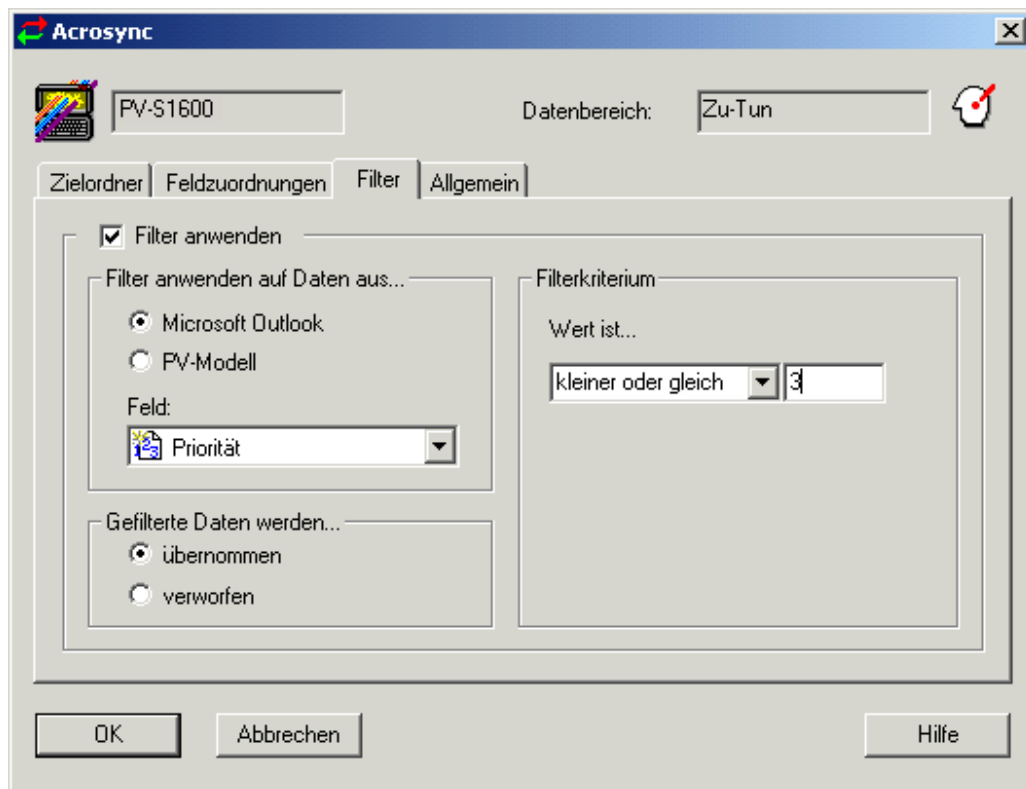 Acrosync
PV-S1600 Datenbereich: Zu-Tun
Zielordner Feldzuordnungen Filter Allgemein
Filter anwenden
Filter anwenden auf Daten aus...
Microsoft Outlook
PV-Modell
Feld:
Priorität
Gefilterte Daten werden...
übernommen
verworfen
Filterkriterium
Wert ist...
kleiner oder gleich 3
OK Abbrechen Hilfe